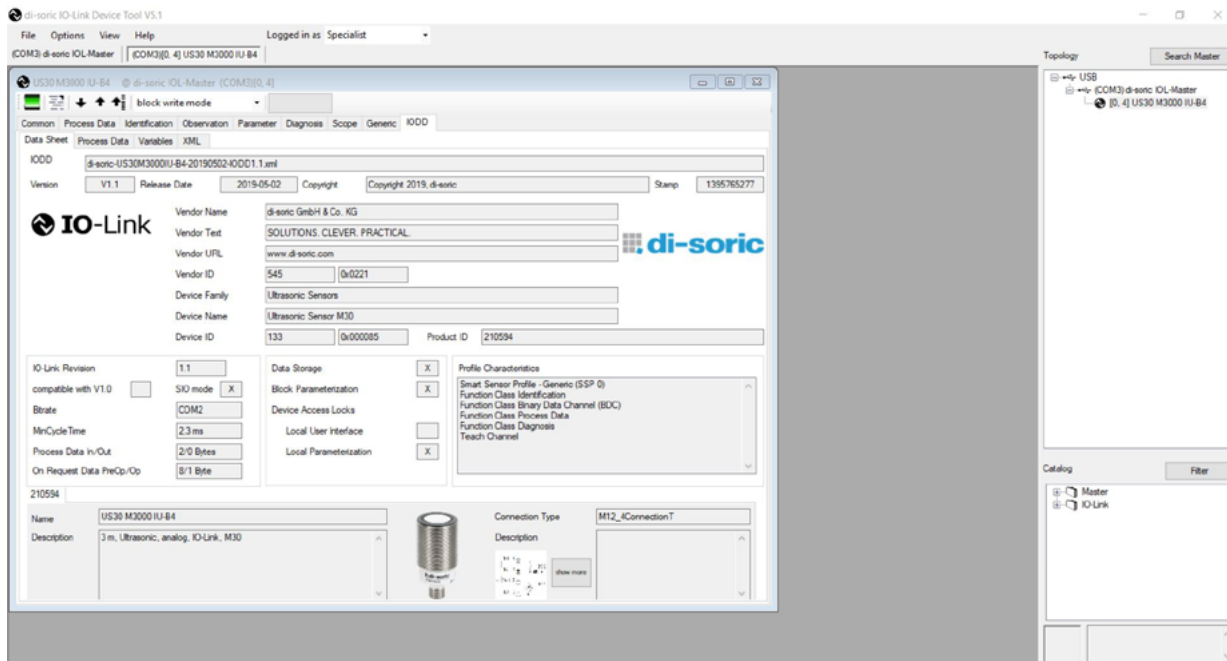 di-soric IO-Link Device Tool V5.1
File Options View Help Logged in as Specialist
(COM3) di-soric IOL-Master (COM3)[0, 4] US30 M3000 IU-B4
Topology Search Master
USB
(COM3) di-soric IOL-Master
[0, 4] US30 M3000 IU-B4
US30 M3000 IU-B4 @ di-soric IOL-Master (COM3)[0, 4]
block write mode
Common Process Data Identification Observation Parameter Diagnosis Scope Generic IODD
Data Sheet Process Data Variables XML
IODD di-soric-US30M3000IU-B4-20190502-IODD1.1.xml
Version V1.1 Release Date 2019-05-02 Copyright Copyright 2019, di-soric Stamp 1395765277
IO-Link
di-soric
Vendor Name di-soric GmbH & Co. KG
Vendor Text SOLUTIONS. CLEVER. PRACTICAL.
Vendor URL www.di-soric.com
Vendor ID 545 0x0221
Device Family Ultrasonic Sensors
Device Name Ultrasonic Sensor M30
Device ID 133 0x000085 Product ID 210594
IO-Link Revision 1.1
compatible with V1.0 SIO mode X
Bitrate COM2
MinCycleTime 2.3 ms
Process Data In/Out 2/0 Bytes
On Request Data PreOp/Op 8/1 Byte
Data Storage X
Block Parameterization X
Device Access Locks
Local User Interface
Local Parameterization X
Profile Characteristics
Smart Sensor Profile - Generic (SSP 0)
Function Class Identification
Function Class Binary Data Channel (BDC)
Function Class Process Data
Function Class Diagnosis
Teach Channel
210594
Name US30 M3000 IU-B4
Description 3 m, Ultrasonic, analog, IO-Link, M30
di-soric
Connection Type M12_4ConnectionT
Description
show more
Catalog Filter
Master
IO-Link